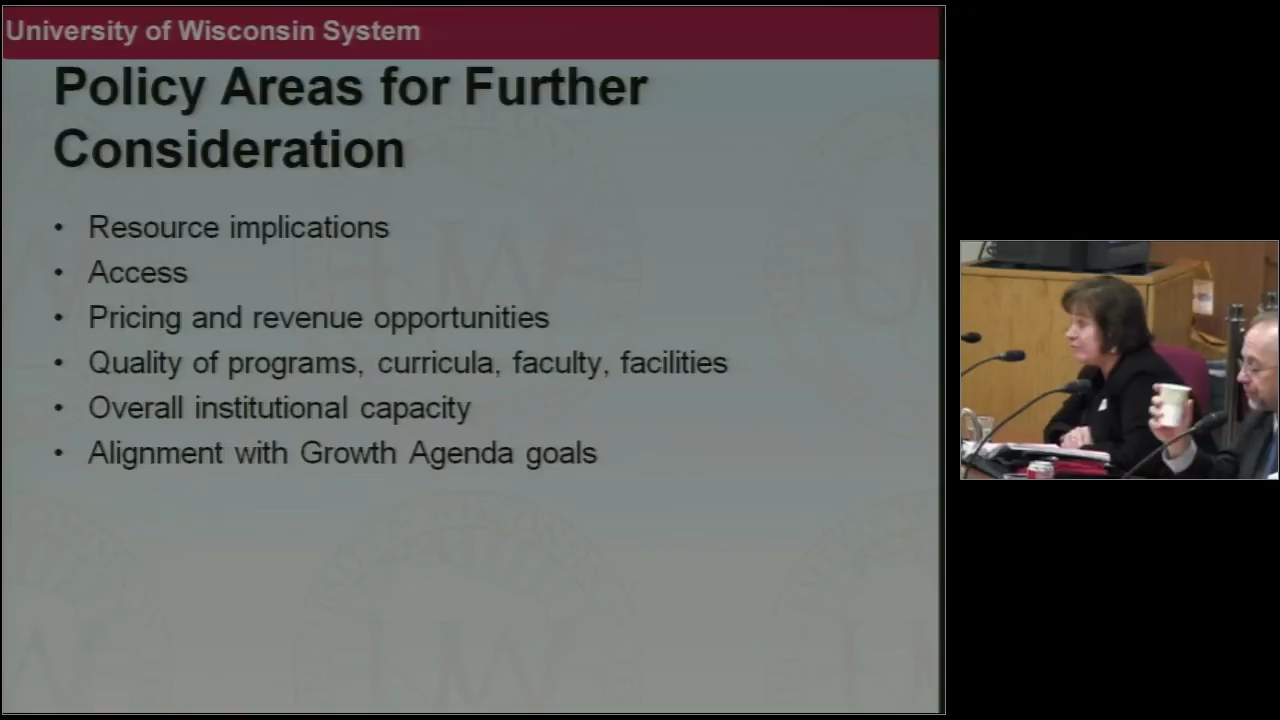 University of Wisconsin System
Policy Areas for Further
Consideration
• Resource implications
• Access
• Pricing and revenue opportunities
• Quality of programs, curricula, faculty, facilities
• Overall institutional capacity
• Alignment with Growth Agenda goals